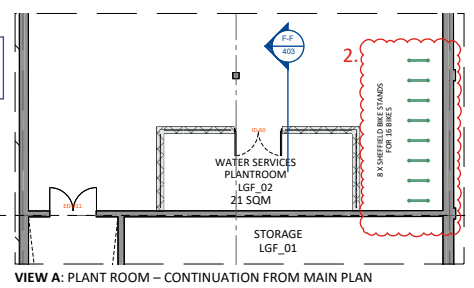 F-F
403
2.
8 X SHEFFIELD BIKE STANDS
FOR 16 BIKES
WATER SERVICES
PLANTROOM
LGF_02
21 SQM
STORAGE
LGF_01
VIEW A: PLANT ROOM – CONTINUATION FROM MAIN PLAN